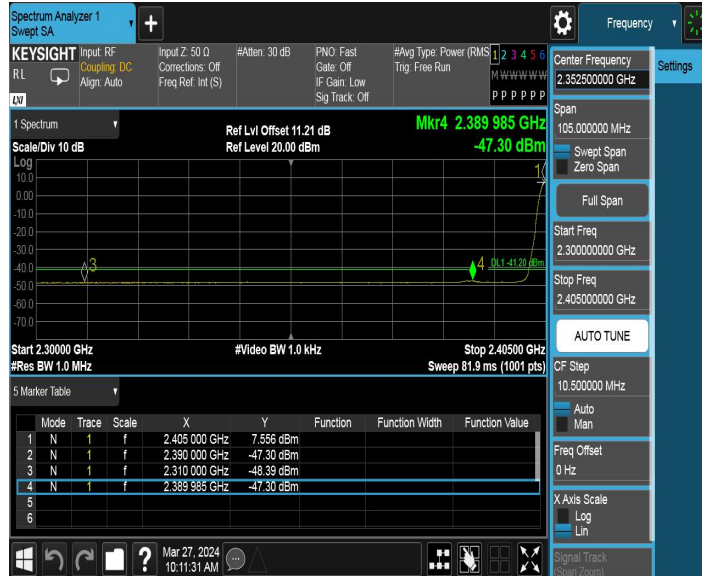 Spectrum Analyzer 1
Swept SA
Frequency
KEYSIGHT
RL
LXI
Input: RF
Coupling: DC
Align: Auto
Input Z: 50 Ω
Corrections: Off
Freq Ref: Int (S)
#Atten: 30 dB
PNO: Fast
Gate: Off
IF Gain: Low
Sig Track: Off
#Avg Type: Power (RMS
Trig: Free Run
1 2 3 4 5 6
M W W W W W
P P P P P P
1 Spectrum
Scale/Div 10 dB
Ref Lvl Offset 11.21 dB
Ref Level 20.00 dBm
Mkr4 2.389 985 GHz
-47.30 dBm
Log
10.0
0.00
-10.0
-20.0
-30.0
-40.0
-50.0
-60.0
-70.0
1
3
4
DL1 -41.20 dBm
Start 2.30000 GHz
#Res BW 1.0 MHz
#Video BW 1.0 kHz
Stop 2.40500 GHz
Sweep 81.9 ms (1001 pts)
5 Marker Table
Mode Trace Scale X Y Function Function Width Function Value
1 N 1 f 2.405 000 GHz 7.556 dBm
2 N 1 f 2.390 000 GHz -47.30 dBm
3 N 1 f 2.310 000 GHz -48.39 dBm
4 N 1 f 2.389 985 GHz -47.30 dBm
5
6
?
Mar 27, 2024
10:11:31 AM
Center Frequency
2.352500000 GHz
Settings
Span
105.000000 MHz
Swept Span
Zero Span
Full Span
Start Freq
2.300000000 GHz
Stop Freq
2.405000000 GHz
AUTO TUNE
CF Step
10.500000 MHz
Auto
Man
Freq Offset
0 Hz
X Axis Scale
Log
Lin
Signal Track
(Span Zoom)